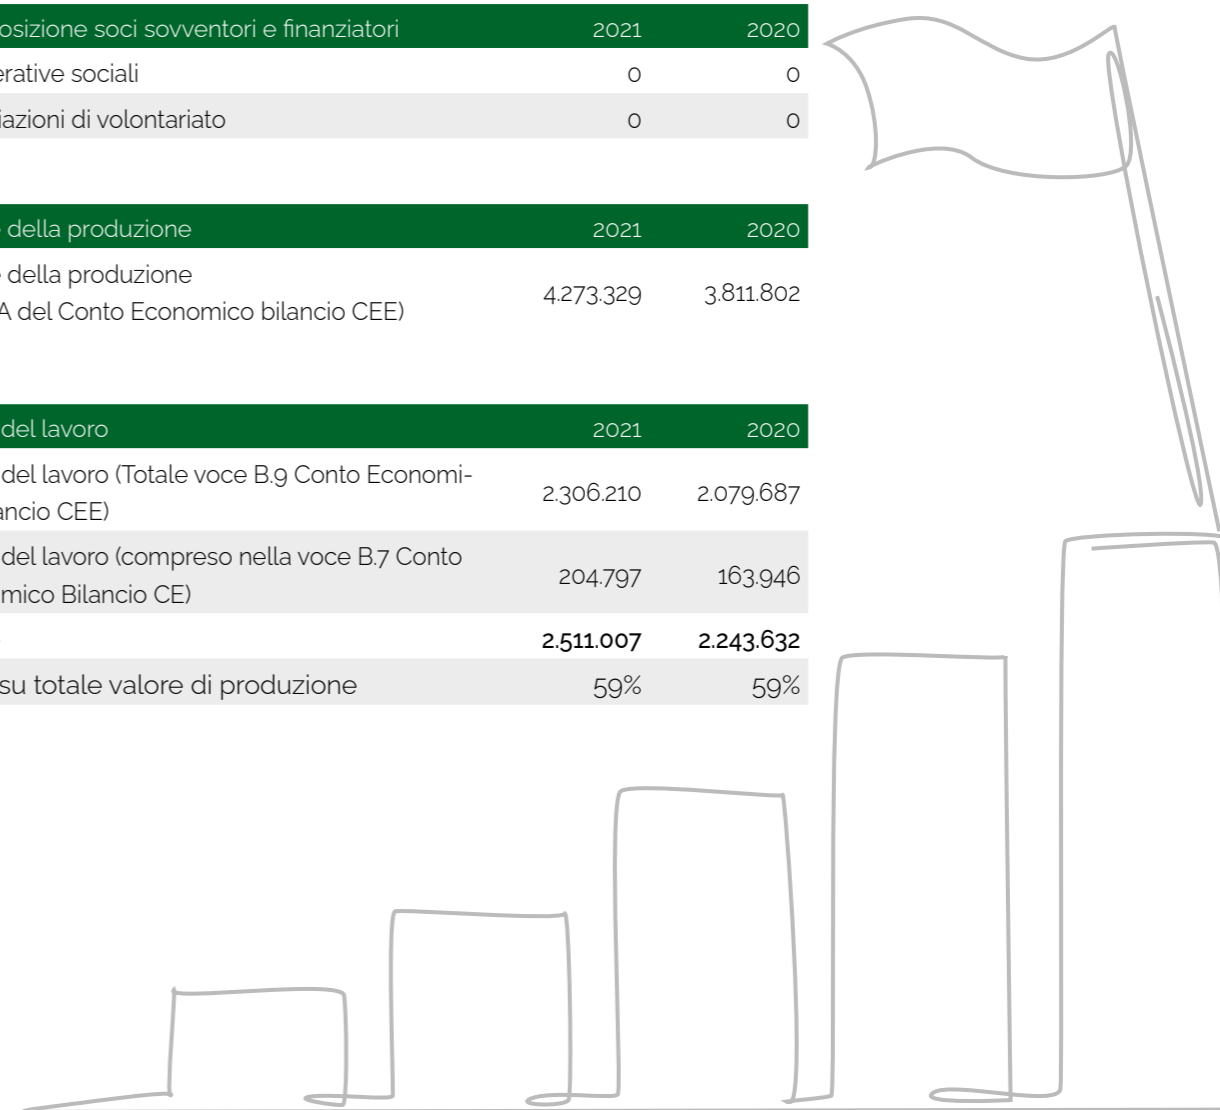 osizione soci sovventori e finanziatori 2021 2020
erative sociali 0 0
iazioni di volontariato 0 0
della produzione 2021 2020
della produzione
A del Conto Economico bilancio CEE) 4.273.329 3.811.802
del lavoro 2021 2020
del lavoro (Totale voce B.9 Conto Economi-
ancio CEE) 2.306.210 2.079.687
del lavoro (compreso nella voce B.7 Conto
mico Bilancio CE) 204.797 163.946
2.511.007 2.243.632
su totale valore di produzione 59% 59%